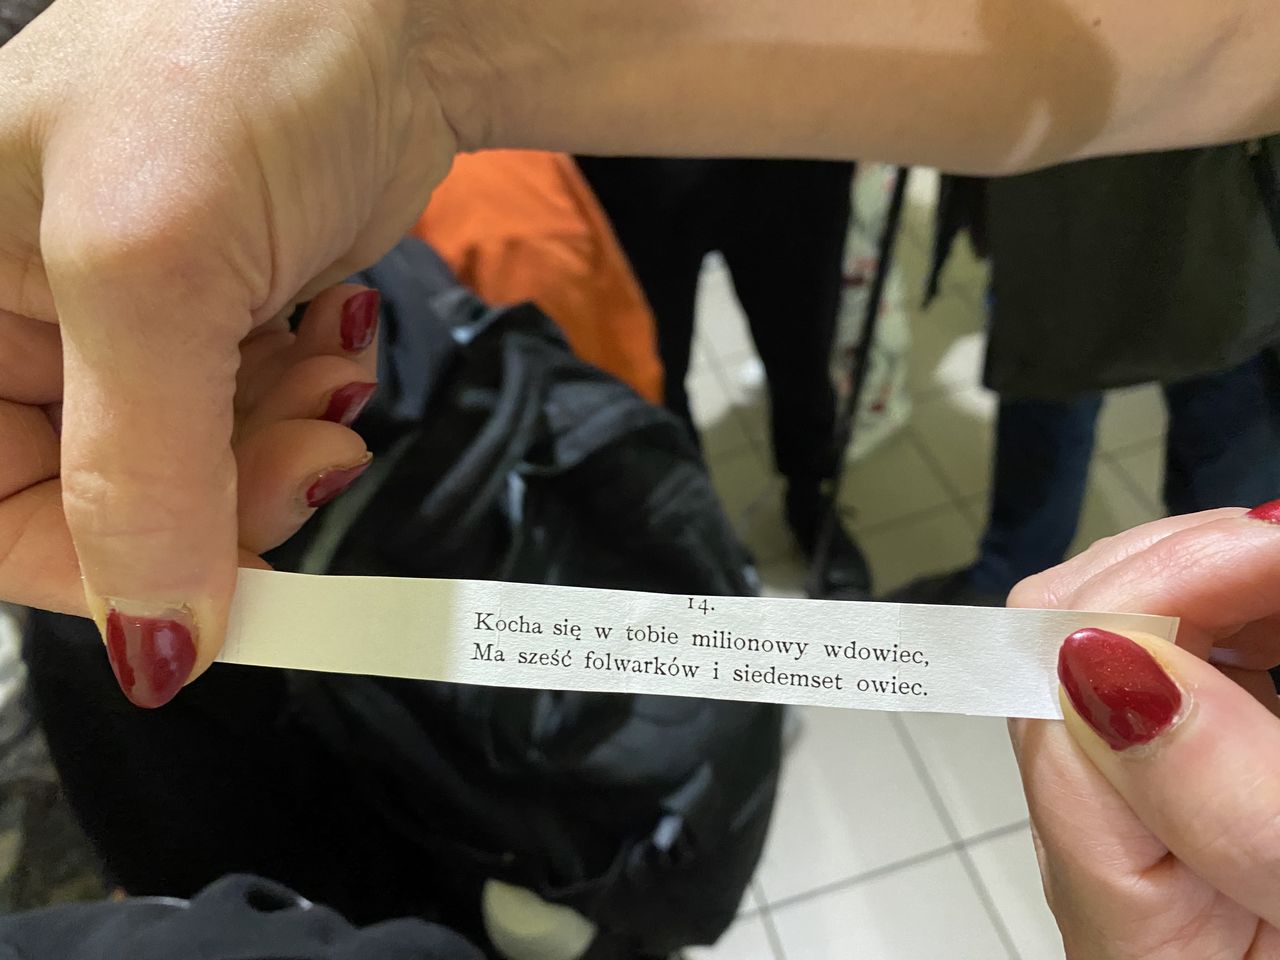 14.
Kocha się w tobie milionowy wdowiec,
Ma sześć folwarków i siedemset owiec.